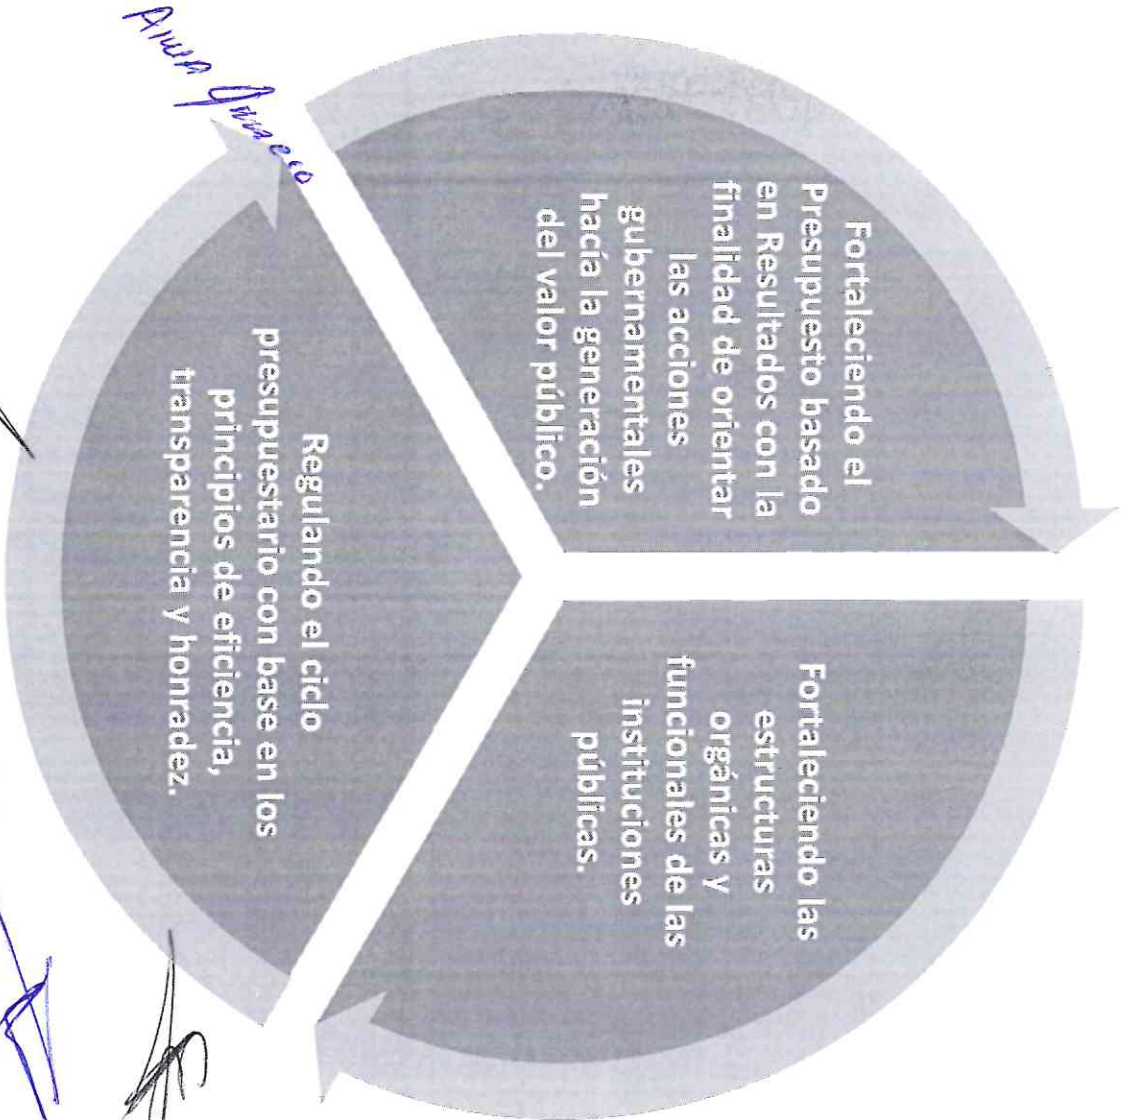 Fortaleciendo el
Presupuesto basado
en Resultados con la
finalidad de orientar
las acciones
gubernamentales
hacía la generación
del valor público.
Fortaleciendo las
estructuras
orgánicas y
funcionales de las
instituciones
públicas.
Regulando el ciclo
presupuestario con base en los
principios de eficiencia,
transparencia y honradez.